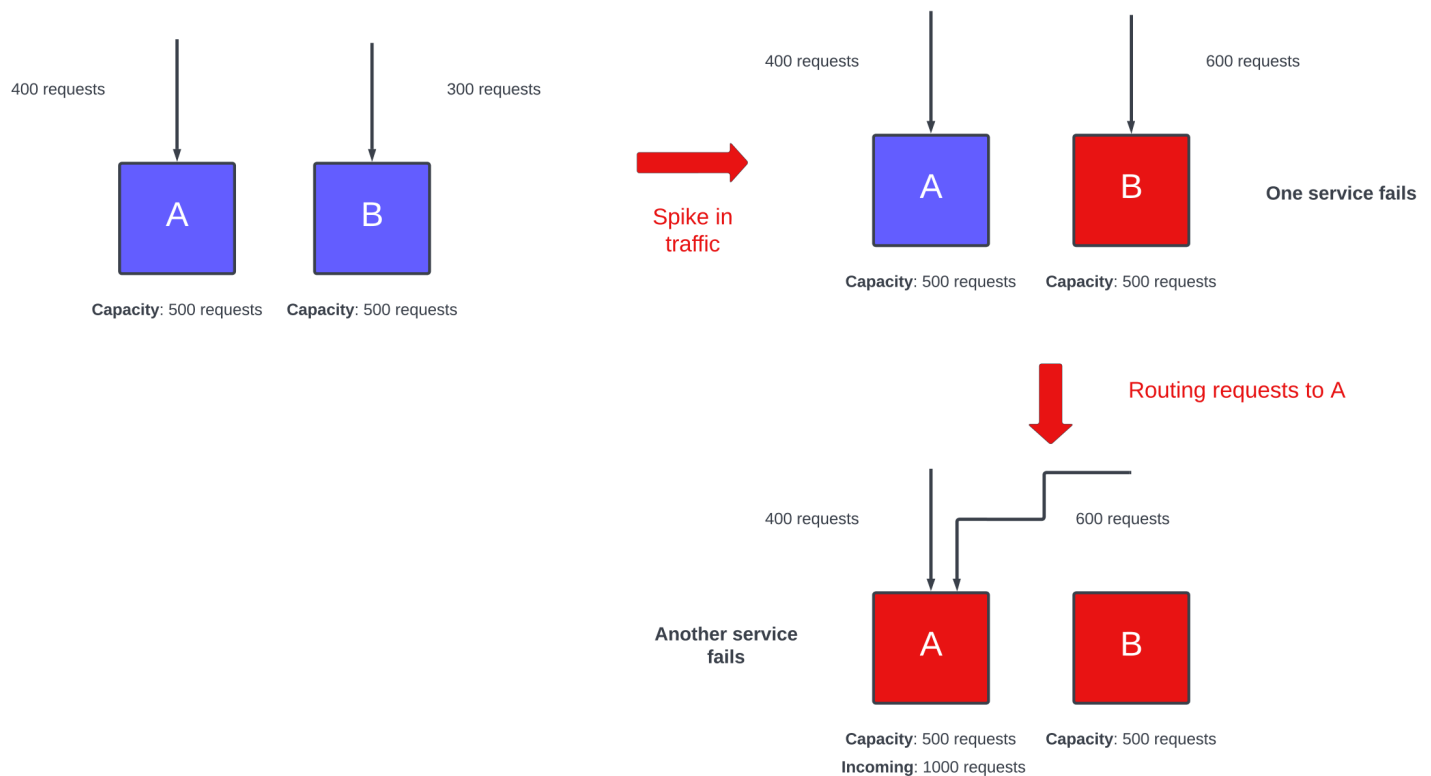 400 requests
300 requests
A
B
Capacity: 500 requests
Capacity: 500 requests
Spike in
traffic
400 requests
600 requests
A
B
One service fails
Capacity: 500 requests
Capacity: 500 requests
Routing requests to A
400 requests
600 requests
Another service
fails
A
B
Capacity: 500 requests
Capacity: 500 requests
Incoming: 1000 requests